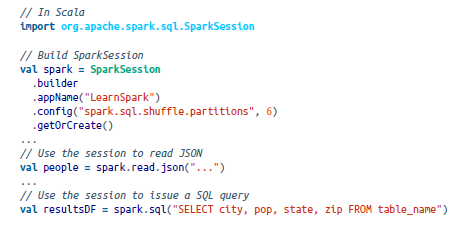 // In Scala
import org.apache.spark.sql.SparkSession
// Build SparkSession
val spark = SparkSession
.builder
.appName("LearnSpark")
.config("spark.sql.shuffle.partitions", 6)
.getOrCreate()
...
// Use the session to read JSON
val people = spark.read.json("...")
...
// Use the session to issue a SQL query
val resultsDF = spark.sql("SELECT city, pop, state, zip FROM table_name")